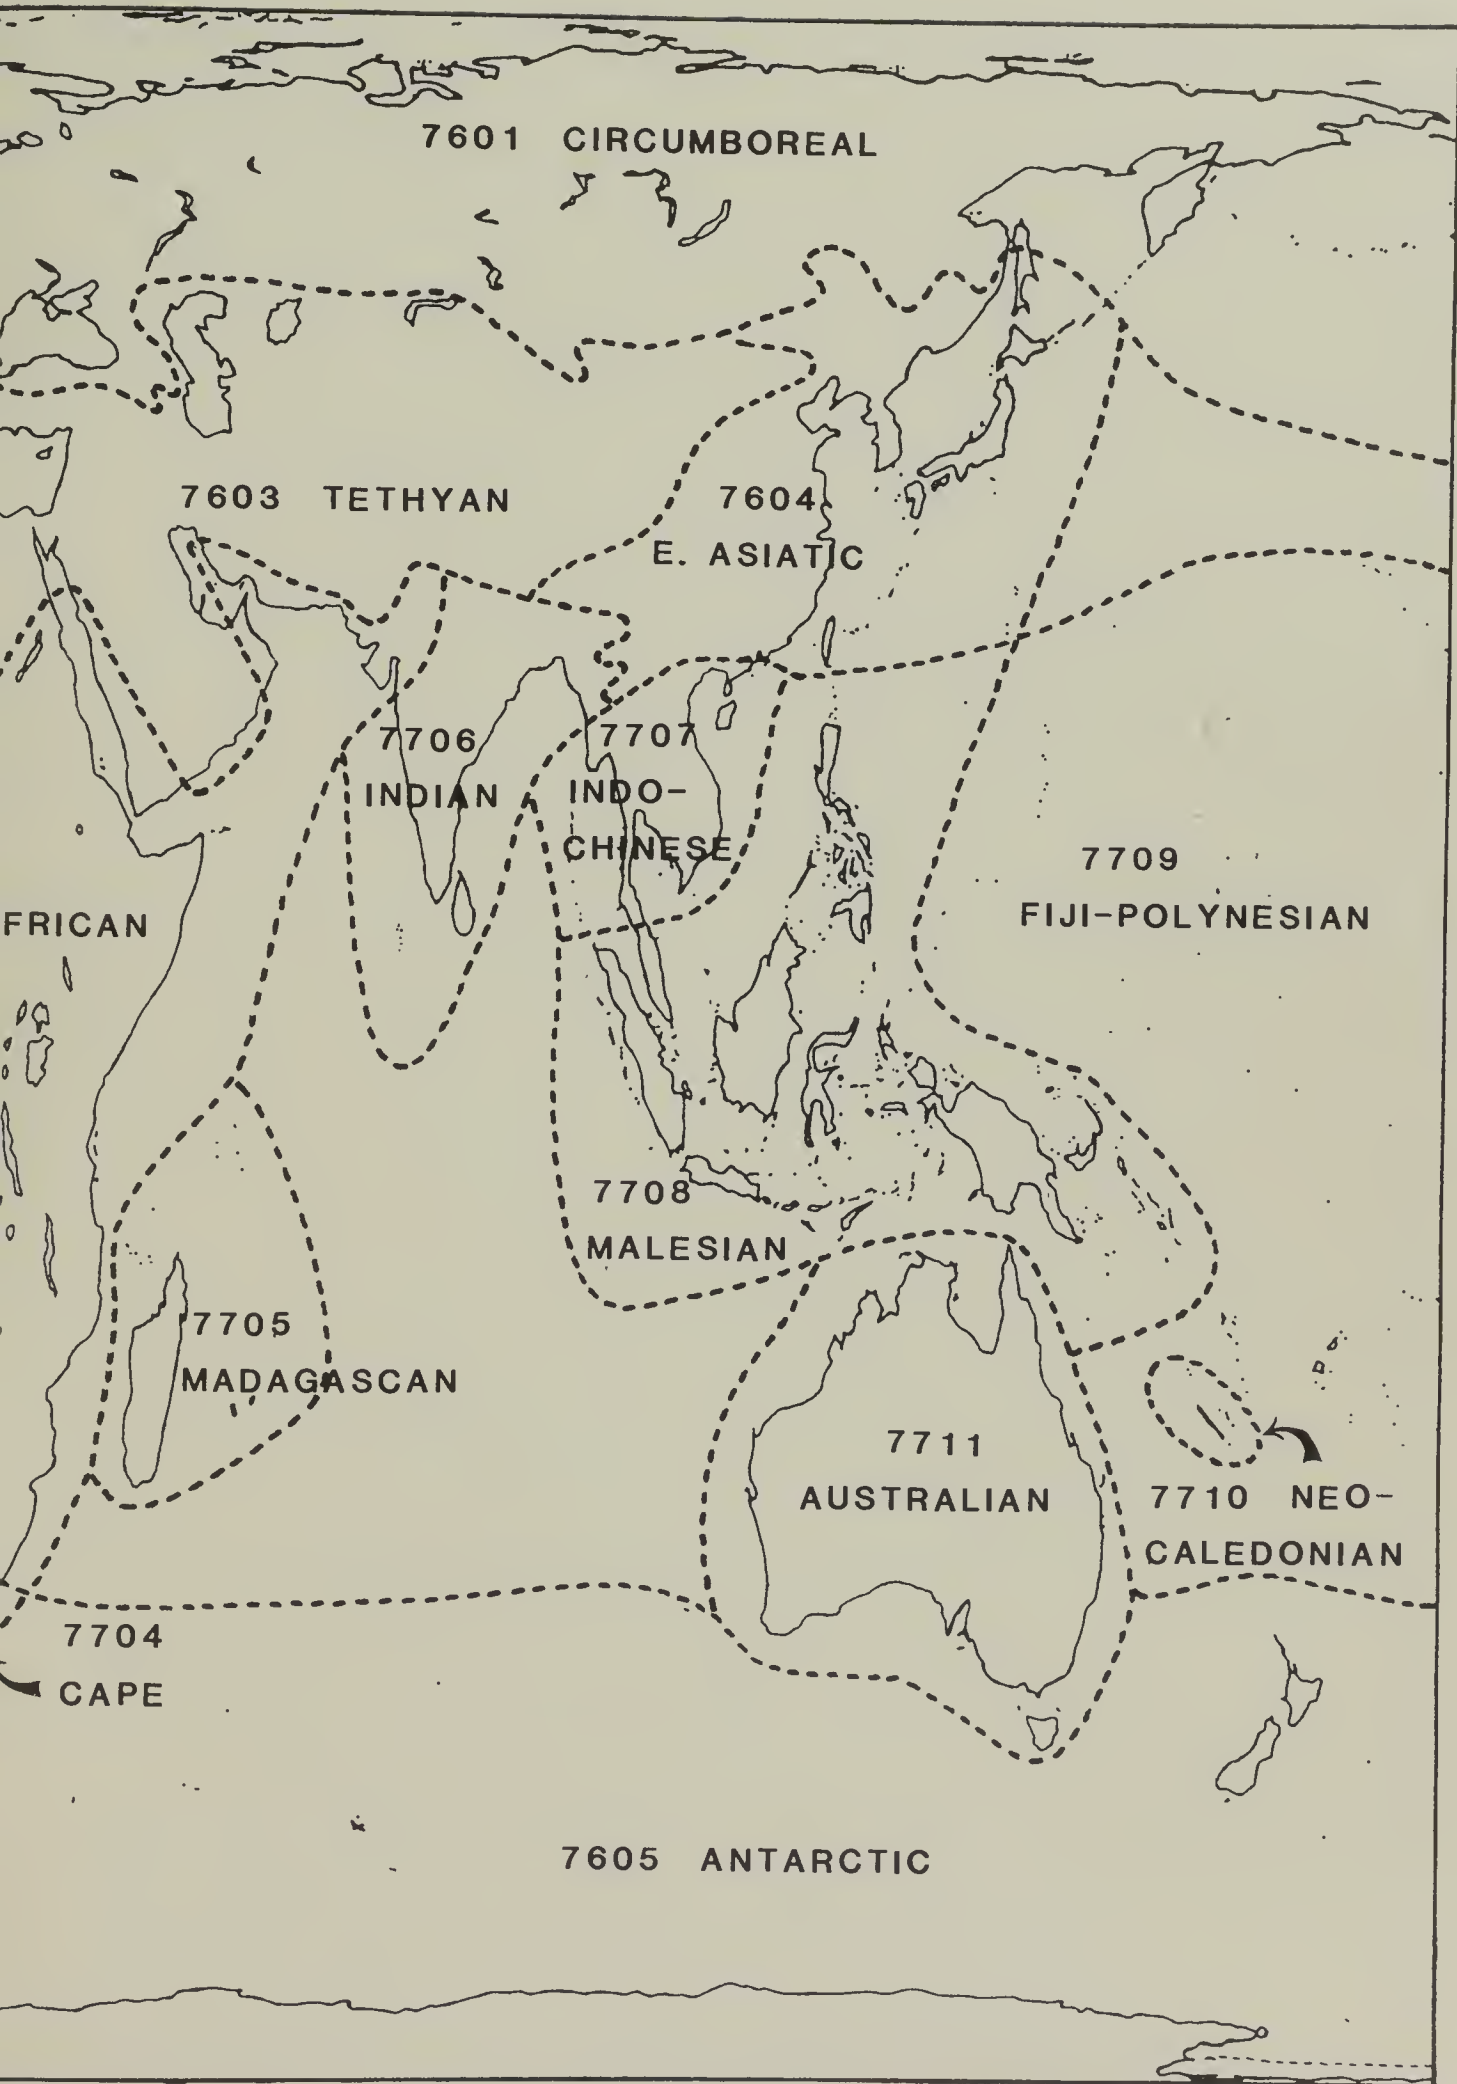 7601 CIRCUMBOREAL
7603 TETHYAN
7604
E. ASIATIC
7706
INDIAN
7707
INDO-
CHINESE
7709
FIJI-POLYNESIAN
FRICAN
7708
MALESIAN
7705
MADAGASCAN
7711
AUSTRALIAN
7710 NEO-
CALEDONIAN
7704
CAPE
7605 ANTARCTIC